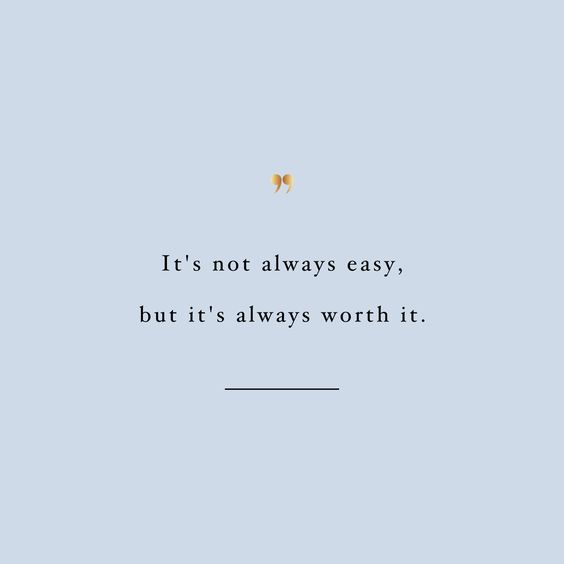 ”
It's not always easy,
but it's always worth it.